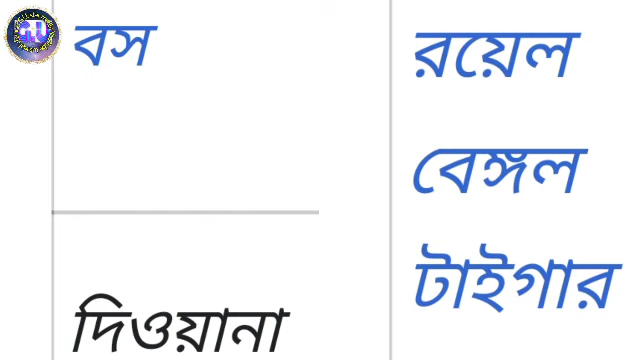 বস
দিওয়ানা
রয়েল
বেঙ্গল
টাইগার